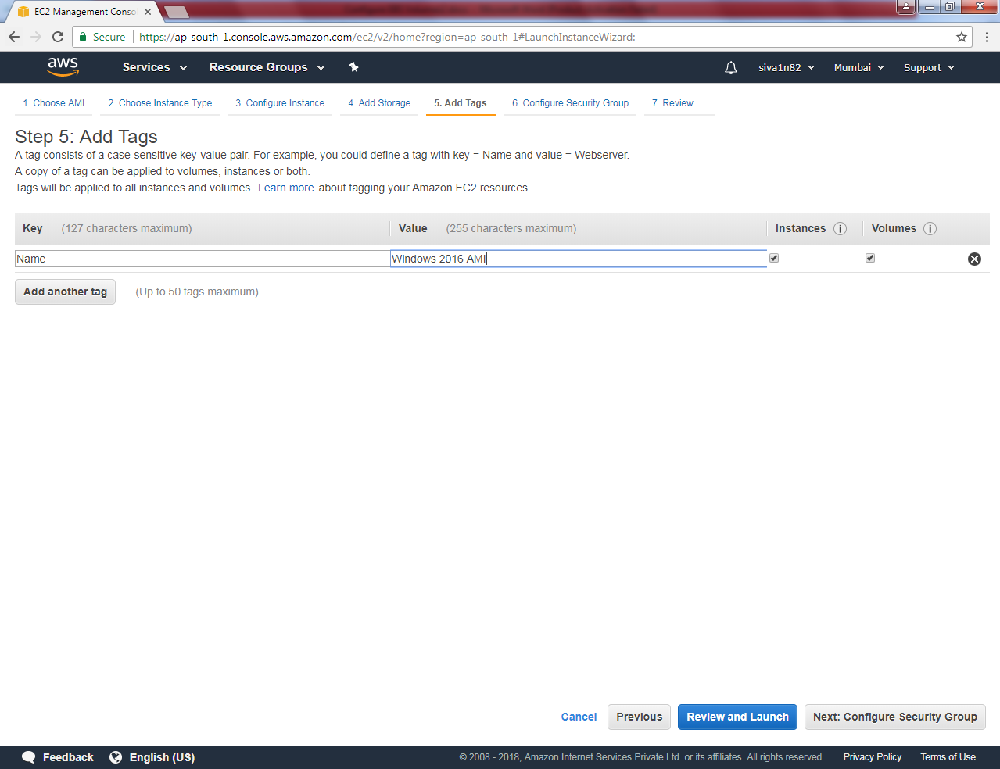 EC2 Management Conso
Secure https://ap-south-1.console.aws.amazon.com/ec2/v2/home?region=ap-south-1#LaunchInstanceWizard:
aws Services Resource Groups siva1n82 Mumbai Support
1. Choose AMI 2. Choose Instance Type 3. Configure Instance 4. Add Storage 5. Add Tags 6. Configure Security Group 7. Review
Step 5: Add Tags
A tag consists of a case-sensitive key-value pair. For example, you could define a tag with key = Name and value = Webserver.
A copy of a tag can be applied to volumes, instances or both.
Tags will be applied to all instances and volumes. Learn more about tagging your Amazon EC2 resources.
Key (127 characters maximum) Value (255 characters maximum) Instances i Volumes i
Name Windows 2016 AMI
Add another tag (Up to 50 tags maximum)
Cancel Previous Review and Launch Next: Configure Security Group
Feedback English (US) © 2008 - 2018, Amazon Internet Services Private Ltd. or its affiliates. All rights reserved. Privacy Policy Terms of Use